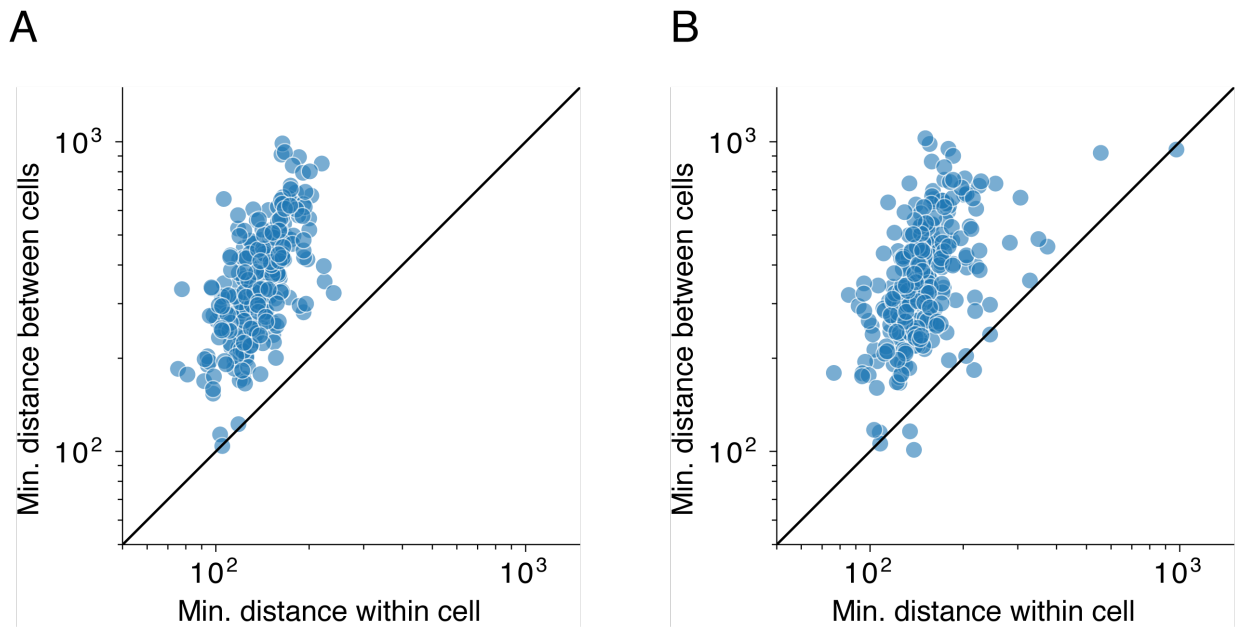 A
B
10³
10²
Min. distance between cells
10² 10³
Min. distance within cell
10³
10²
Min. distance between cells
10² 10³
Min. distance within cell